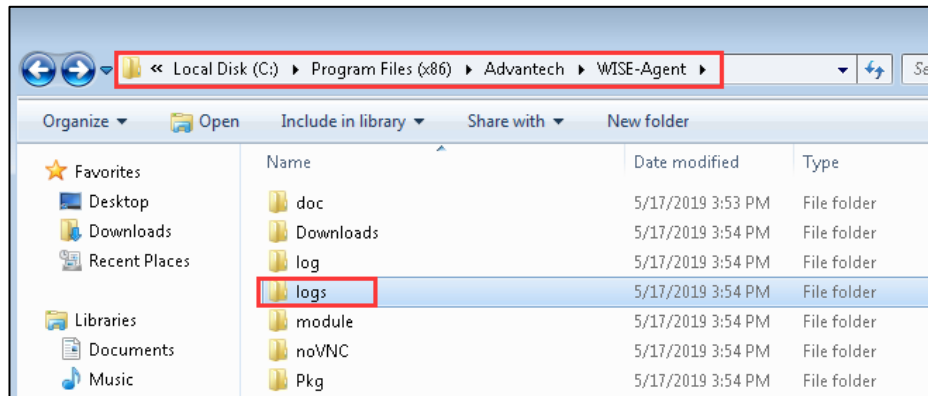 « Local Disk (C:) ▸ Program Files (x86) ▸ Advantech ▸ WISE-Agent ▸ Se
Organize ▾ Open Include in library ▾ Share with ▾ New folder
Name Date modified Type
Favorites
doc 5/17/2019 3:53 PM File folder
Desktop
Downloads 5/17/2019 3:54 PM File folder
Downloads
log 5/17/2019 3:54 PM File folder
Recent Places
logs 5/17/2019 3:54 PM File folder
module 5/17/2019 3:54 PM File folder
Libraries
noVNC 5/17/2019 3:54 PM File folder
Documents
Pkg 5/17/2019 3:54 PM File folder
Music